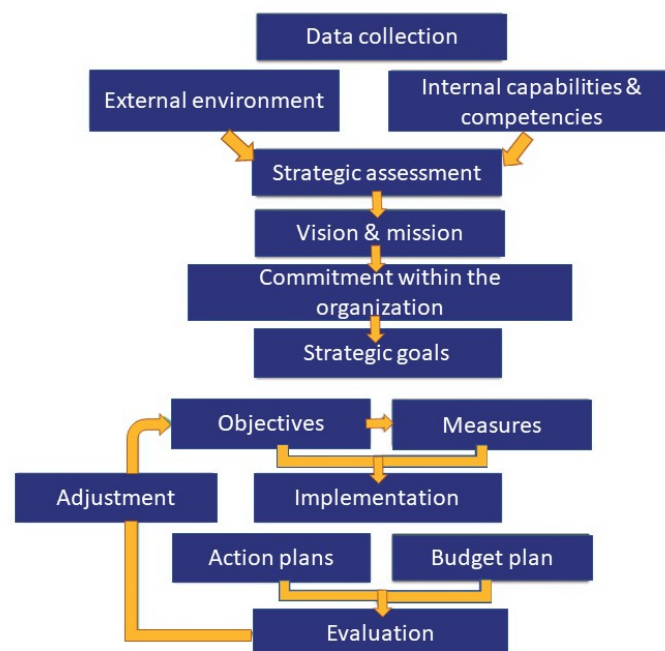 Data collection
External environment
Internal capabilities &
competencies
Strategic assessment
Vision & mission
Commitment within the
organization
Strategic goals
Objectives
Measures
Adjustment
Implementation
Action plans
Budget plan
Evaluation